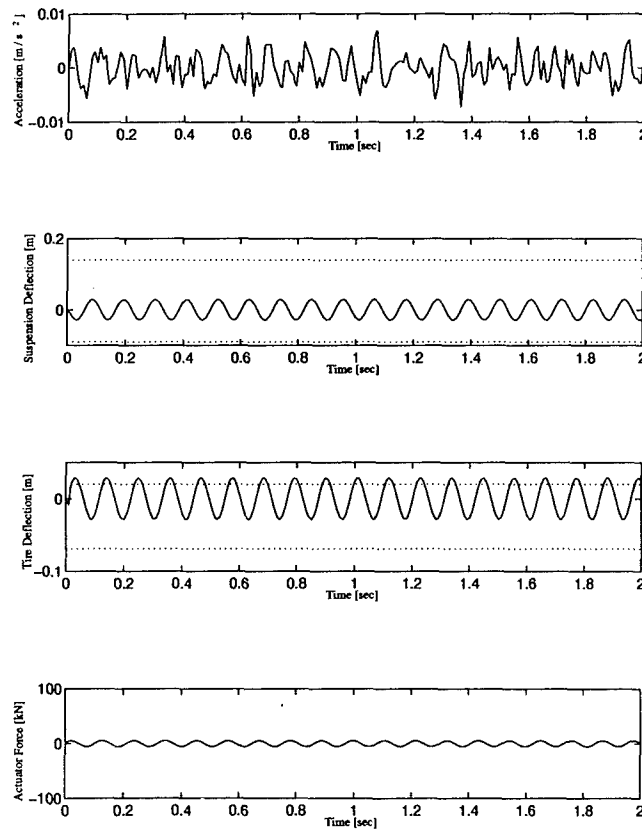 0.01
0
−0.01
Acceleration [m / s ²]
0 0.2 0.4 0.6 0.8 1 1.2 1.4 1.6 1.8 2
Time [sec]
0.2
0
Suspension Deflection [m]
0 0.2 0.4 0.6 0.8 1 1.2 1.4 1.6 1.8 2
Time [sec]
0
−0.1
Tire Deflection [m]
0 0.2 0.4 0.6 0.8 1 1.2 1.4 1.6 1.8 2
Time [sec]
100
0
−100
Actuator Force [kN]
0 0.2 0.4 0.6 0.8 1 1.2 1.4 1.6 1.8 2
Time [sec]